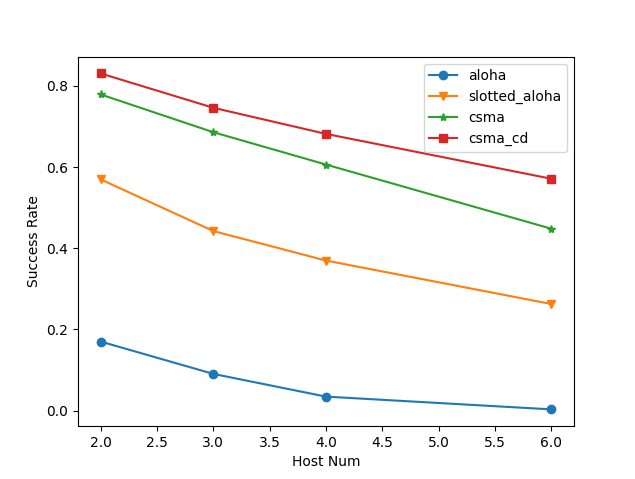 aloha
slotted_aloha
csma
csma_cd
Success Rate
0.8
0.6
0.4
0.2
0.0
2.0 2.5 3.0 3.5 4.0 4.5 5.0 5.5 6.0
Host Num